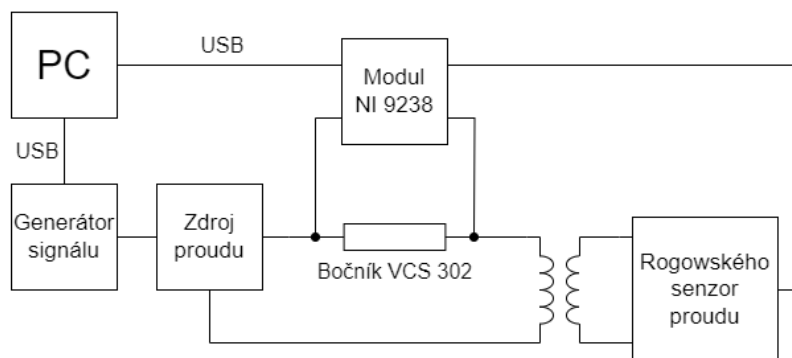 PC
USB
Modul
NI 9238
USB
Generátor
signálu
Zdroj
proudu
Bočník VCS 302
Rogowského
senzor
proudu